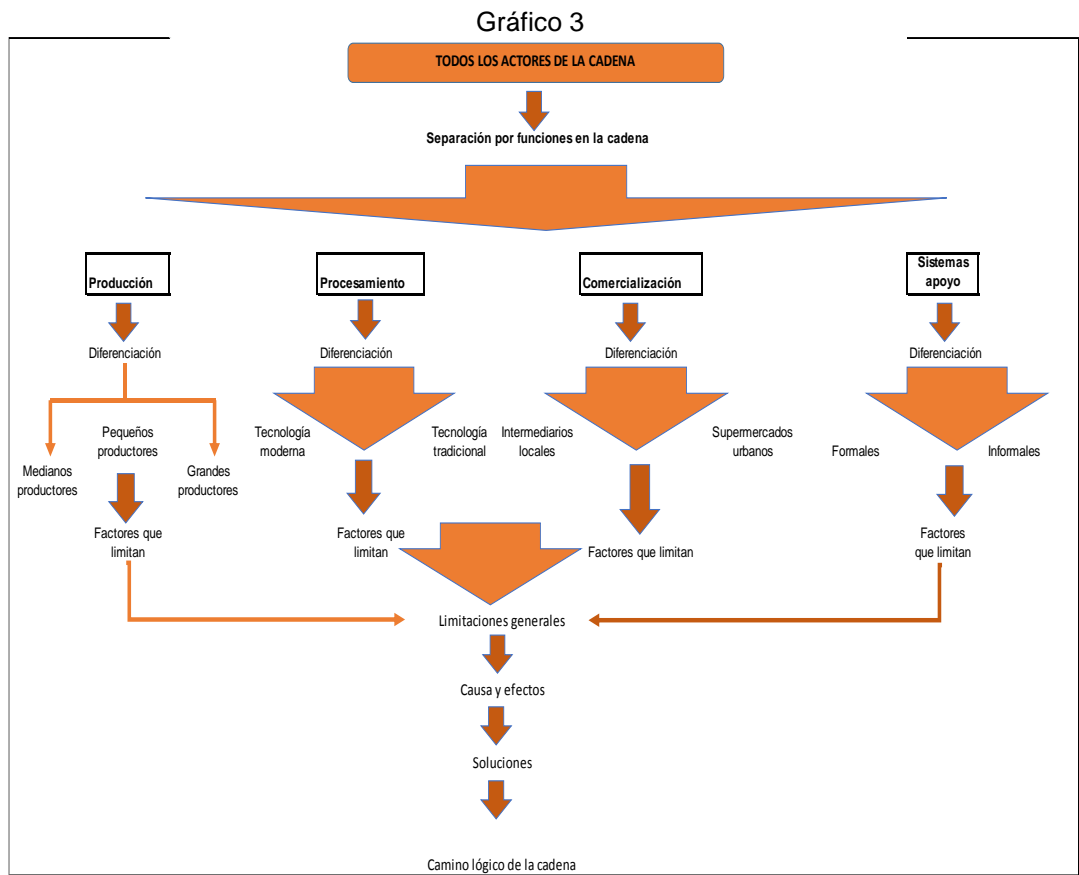 Gráfico 3
TODOS LOS ACTORES DE LA CADENA
Separación por funciones en la cadena
Producción
Procesamiento
Comercialización
Sistemas
apoyo
Diferenciación
Diferenciación
Diferenciación
Diferenciación
Medianos
productores
Pequeños
productores
Grandes
productores
Tecnología
moderna
Tecnología
tradicional
Intermediarios
locales
Supermercados
urbanos
Formales
Informales
Factores que
limitan
Factores que
limitan
Factores que limitan
Factores
que limitan
Limitaciones generales
Causa y efectos
Soluciones
Camino lógico de la cadena